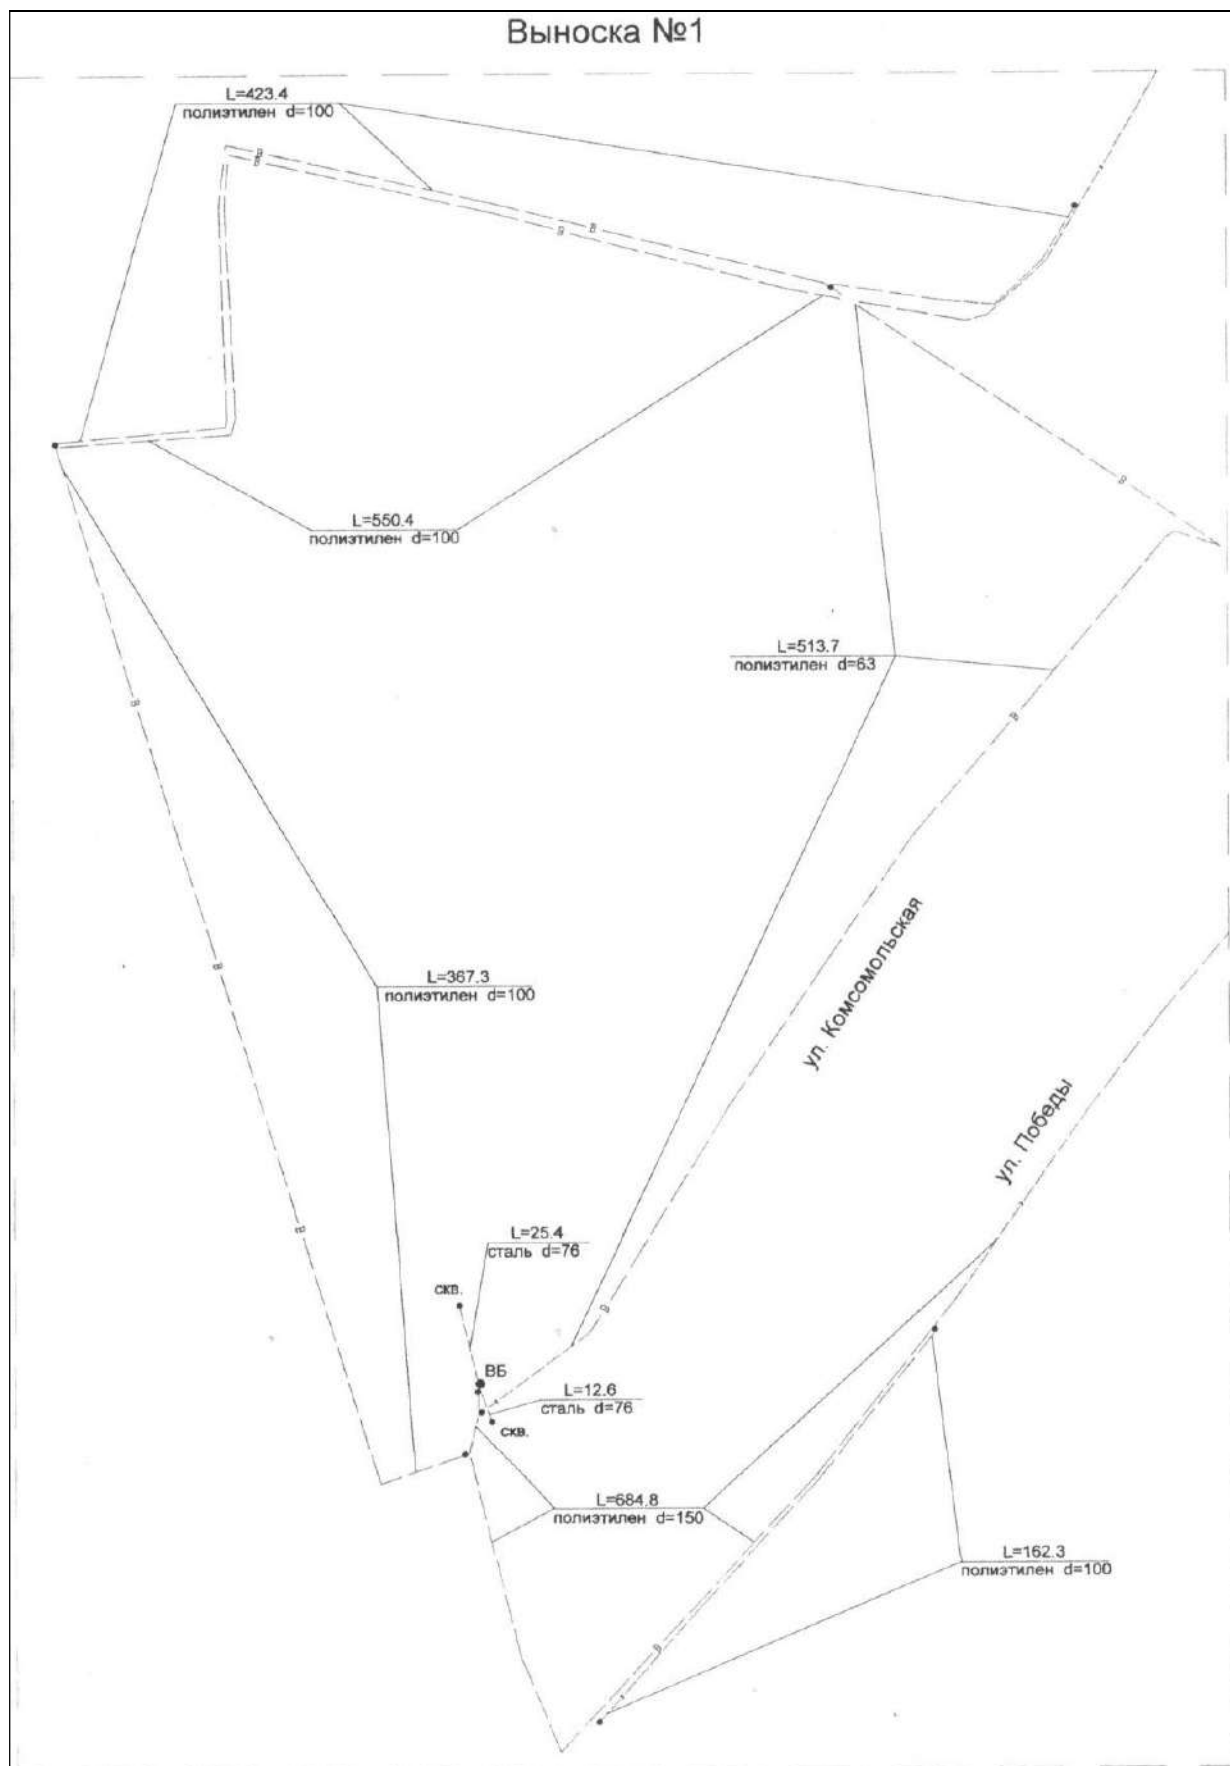 Выноска №1
L=423.4
полиэтилен d=100
В
В
В
В
В
L=550.4
полиэтилен d=100
L=513.7
полиэтилен d=63
В
В
В
L=367.3
полиэтилен d=100
ул. Комсомольская
ул. Победы
В
L=25.4
сталь d=76
скв.
В
ВБ
L=12.6
сталь d=76
скв.
L=684.8
полиэтилен d=150
L=162.3
полиэтилен d=100
В